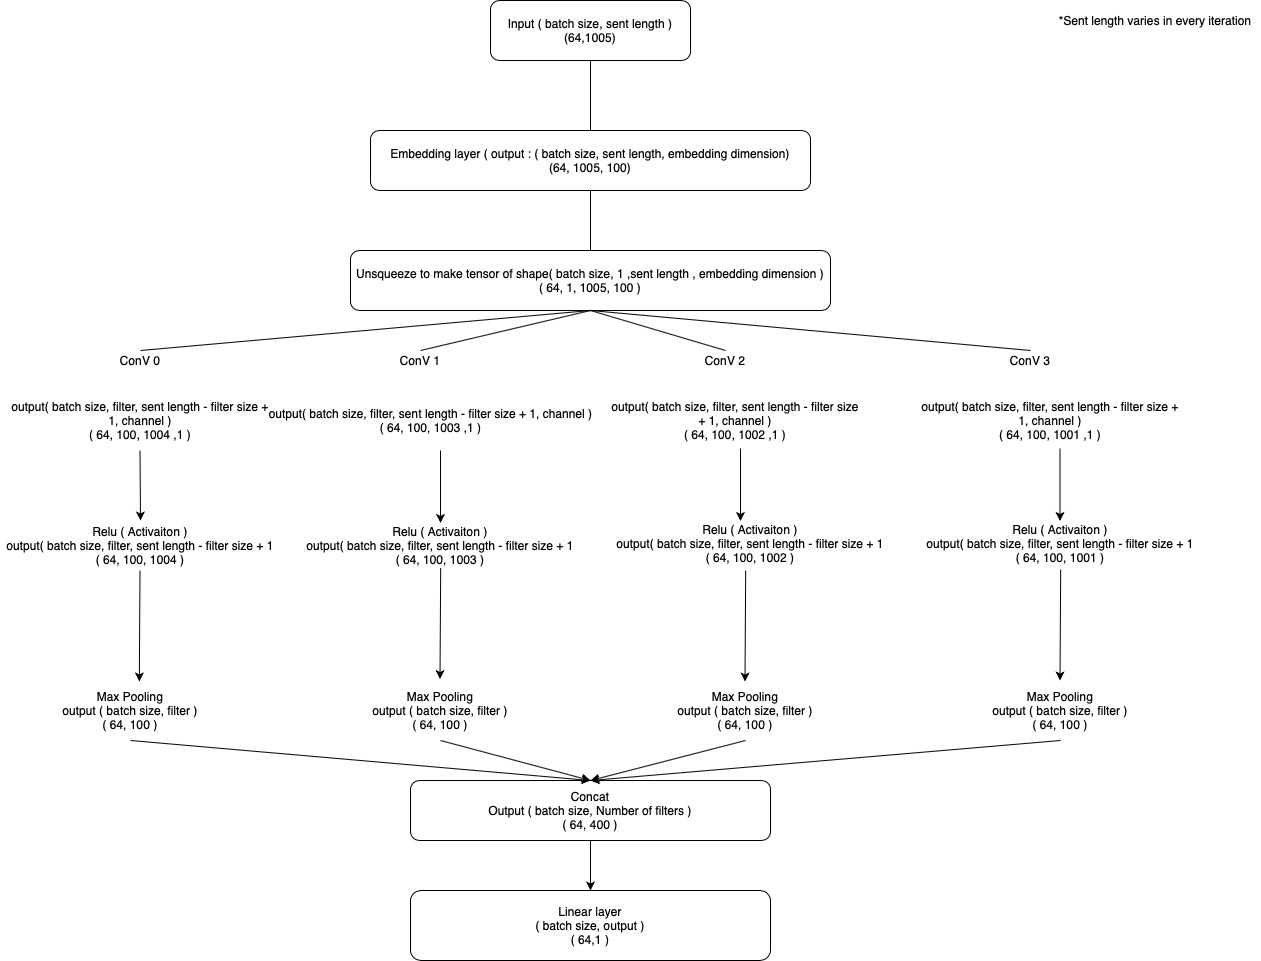 Input ( batch size, sent length )
(64,1005)
*Sent length varies in every iteration
Embedding layer ( output : ( batch size, sent length, embedding dimension)
(64, 1005, 100)
Unsqueeze to make tensor of shape( batch size, 1 ,sent length , embedding dimension )
( 64, 1, 1005, 100 )
ConV 0
output( batch size, filter, sent length - filter size +
1, channel )
( 64, 100, 1004 ,1 )
Relu ( Activaiton )
output( batch size, filter, sent length - filter size + 1
( 64, 100, 1004 )
Max Pooling
output ( batch size, filter )
( 64, 100 )
ConV 1
output( batch size, filter, sent length - filter size + 1, channel )
( 64, 100, 1003 ,1 )
Relu ( Activaiton )
output( batch size, filter, sent length - filter size + 1
( 64, 100, 1003 )
Max Pooling
output ( batch size, filter )
( 64, 100 )
ConV 2
output( batch size, filter, sent length - filter size
+ 1, channel )
( 64, 100, 1002 ,1 )
Relu ( Activaiton )
output( batch size, filter, sent length - filter size + 1
( 64, 100, 1002 )
Max Pooling
output ( batch size, filter )
( 64, 100 )
ConV 3
output( batch size, filter, sent length - filter size +
1, channel )
( 64, 100, 1001 ,1 )
Relu ( Activaiton )
output( batch size, filter, sent length - filter size + 1
( 64, 100, 1001 )
Max Pooling
output ( batch size, filter )
( 64, 100 )
Concat
Output ( batch size, Number of filters )
( 64, 400 )
Linear layer
( batch size, output )
( 64,1 )